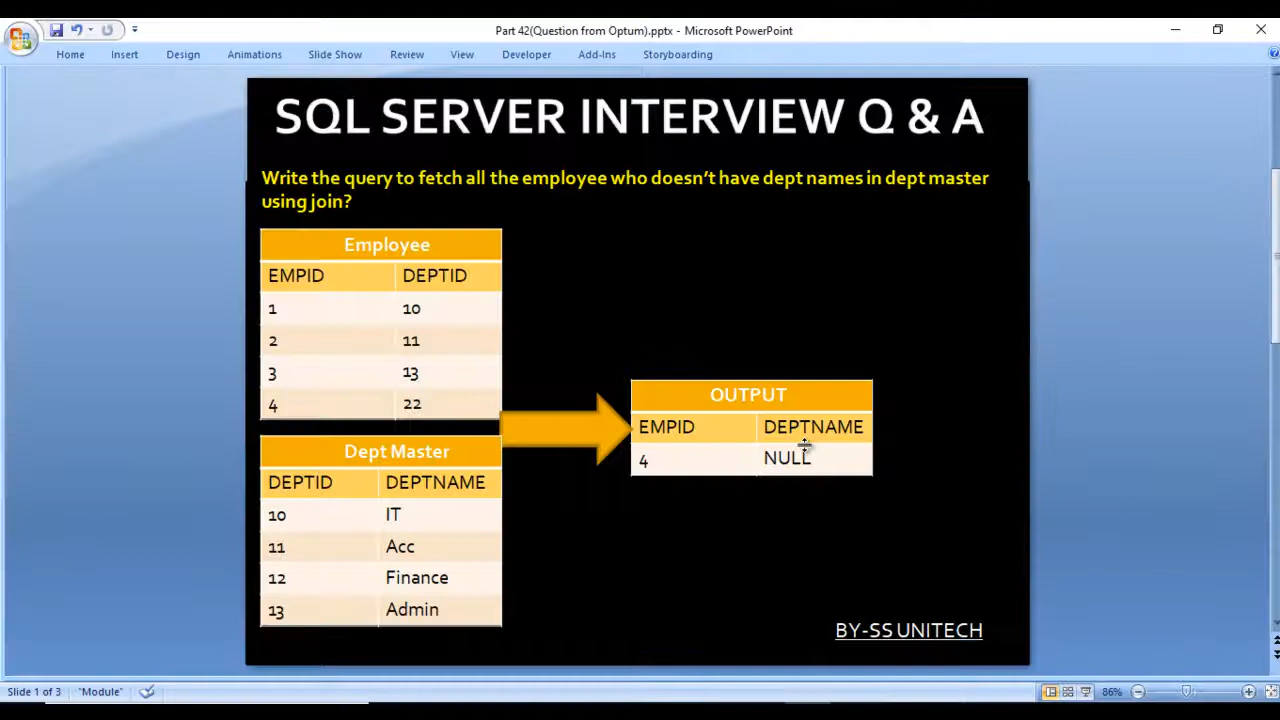 Part 42(Question from Optum).pptx - Microsoft PowerPoint
Home Insert Design Animations Slide Show Review View Developer Add-Ins Storyboarding
SQL SERVER INTERVIEW Q & A
Write the query to fetch all the employee who doesn't have dept names in dept master
using join?
Employee
EMPID DEPTID
1 10
2 11
3 13
4 22
Dept Master
DEPTID DEPTNAME
10 IT
11 Acc
12 Finance
13 Admin
OUTPUT
EMPID DEPTNAME
4 NULL
BY-SS UNITECH
Slide 1 of 3 "Module" 86%